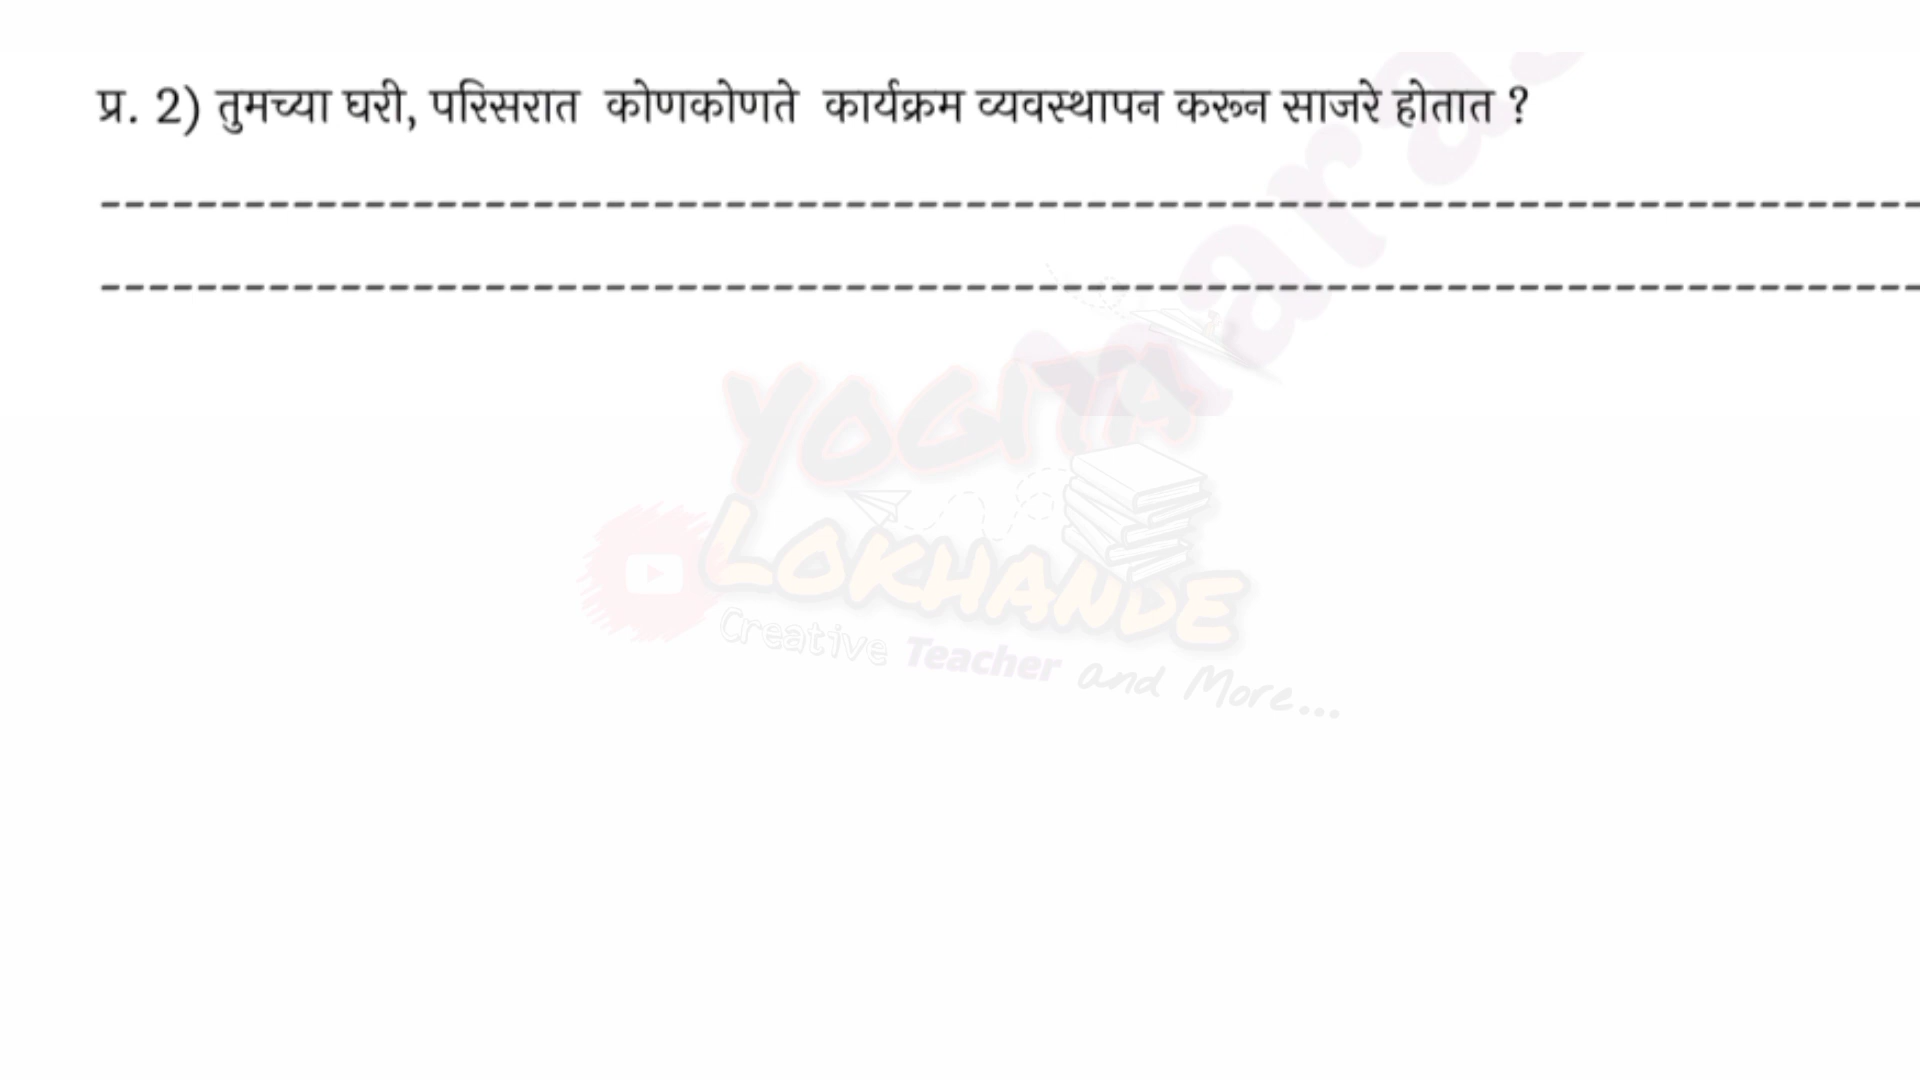 प्र. 2) तुमच्या घरी, परिसरात कोणकोणते कार्यक्रम व्यवस्थापन करून साजरे होतात ?
YOGITA
LOKHANDE
Creative Teacher and More...